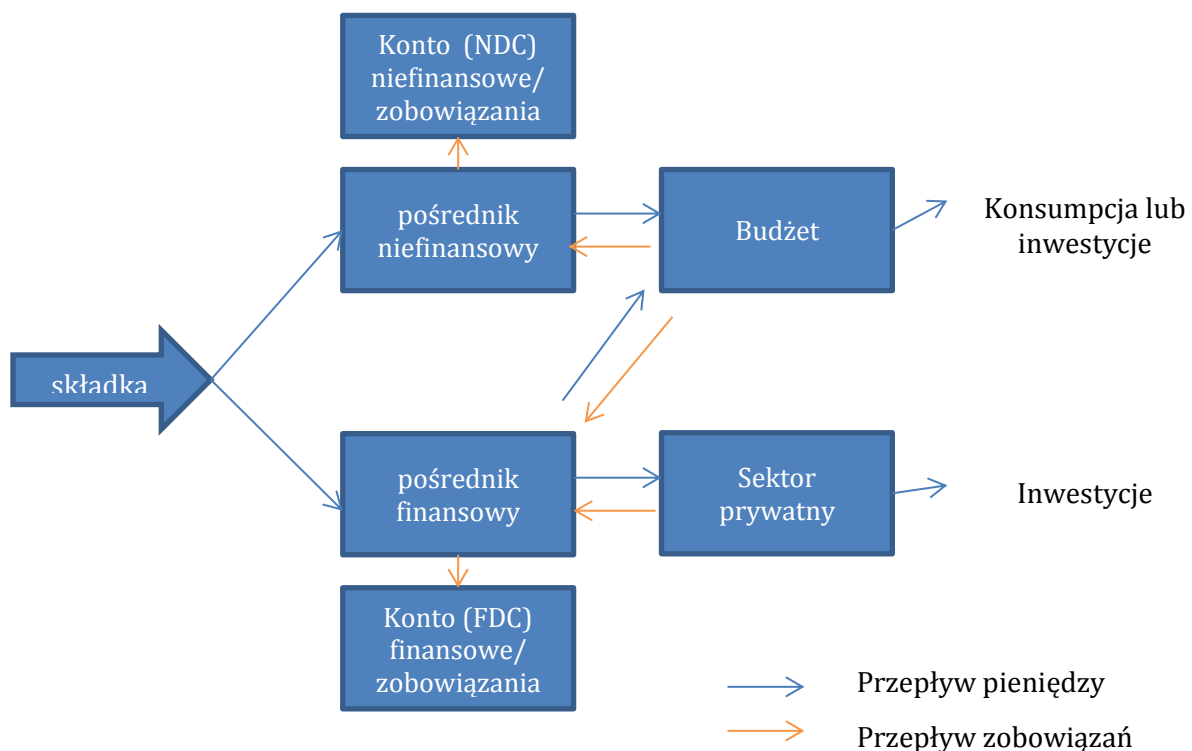 Konto (NDC)
niefinansowe/
zobowiązania
pośrednik
niefinansowy
Budżet
Konsumpcja lub
inwestycje
składka
pośrednik
finansowy
Sektor
prywatny
Inwestycje
Konto (FDC)
finansowe/
zobowiązania
Przepływ pieniędzy
Przepływ zobowiązań